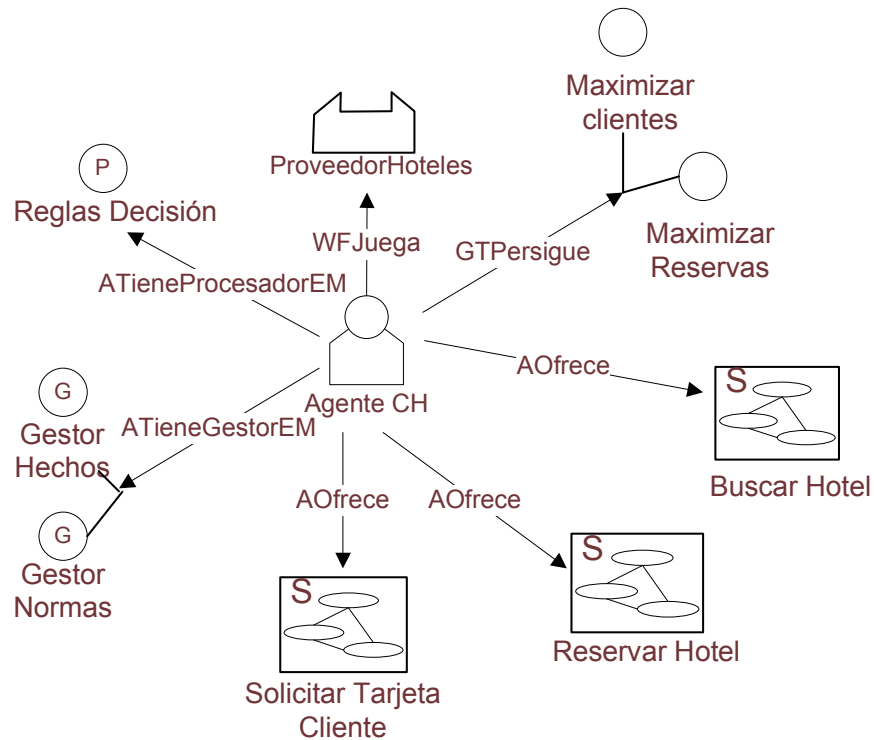 Maximizar
clientes
ProveedorHoteles
P
Reglas Decisión
WFJuega
GTPersigue
Maximizar
Reservas
ATieneProcesadorEM
AOfrece
S
Buscar Hotel
G
Gestor
Hechos
ATieneGestorEM
Agente CH
G
Gestor
Normas
AOfrece
AOfrece
S
Reservar Hotel
S
Solicitar Tarjeta
Cliente